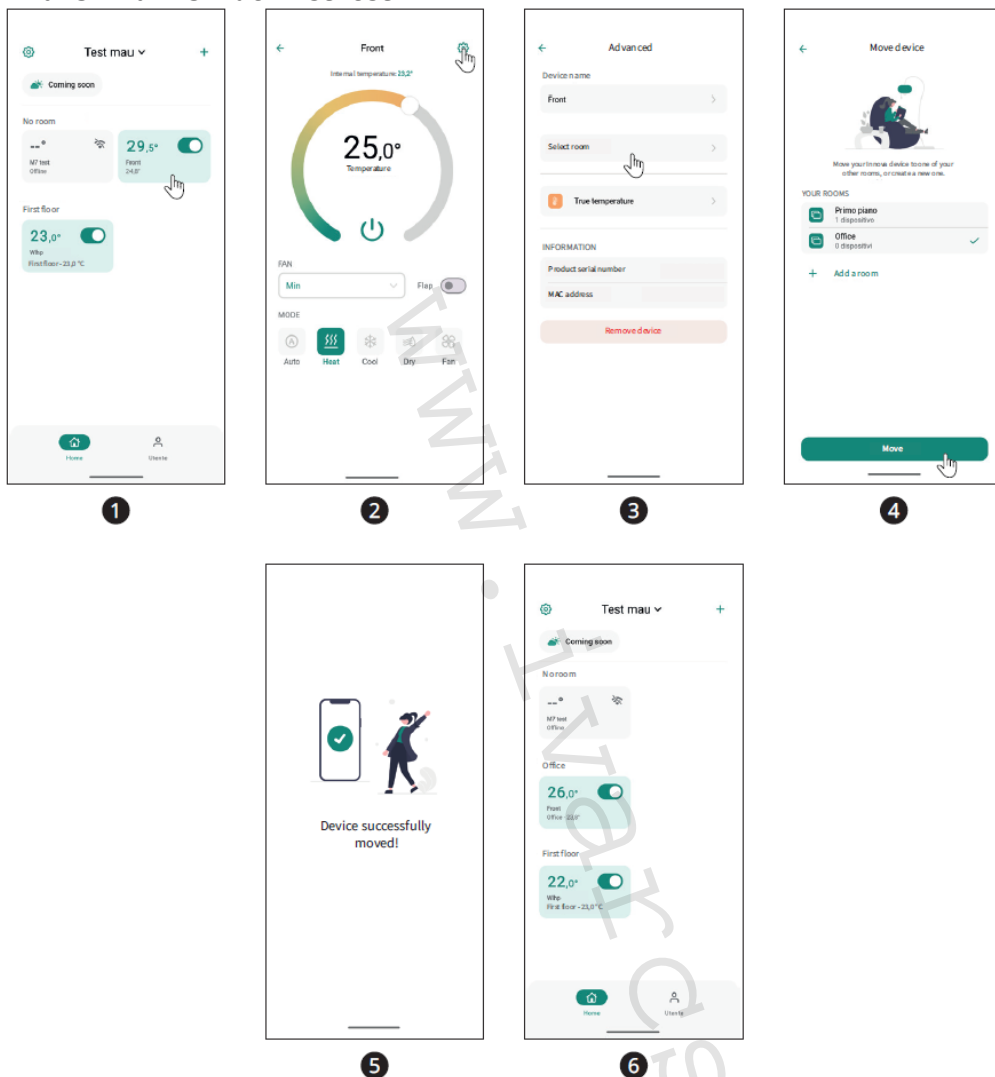 Test mau
+
Coming soon
No room
--°
M7 test
Offline
29,5°
Front
24,0°
First floor
23,0°
Whp
First floor - 23,0 °C
Home
Utente
1
Front
Internal temperature: 23,2°
25,0°
Temperature
FAN
Min
Flap
MODE
A
Auto
Heat
Cool
Dry
Fan
2
Advanced
Device name
Front
Select room
True temperature
INFORMATION
Product serial number
MAC address
Remove device
3
Move device
Move your Innova device to one of your
other rooms, or create a new one.
YOUR ROOMS
Primo piano
1 dispositivo
Office
0 dispositivi
+ Add a room
Move
4
Device successfully
moved!
5
Test mau
+
Coming soon
No room
--°
M7 test
Offline
Office
26,0°
Front
First floor
22,0°
Whp
First floor - 23,0 °C
Home
Utente
6